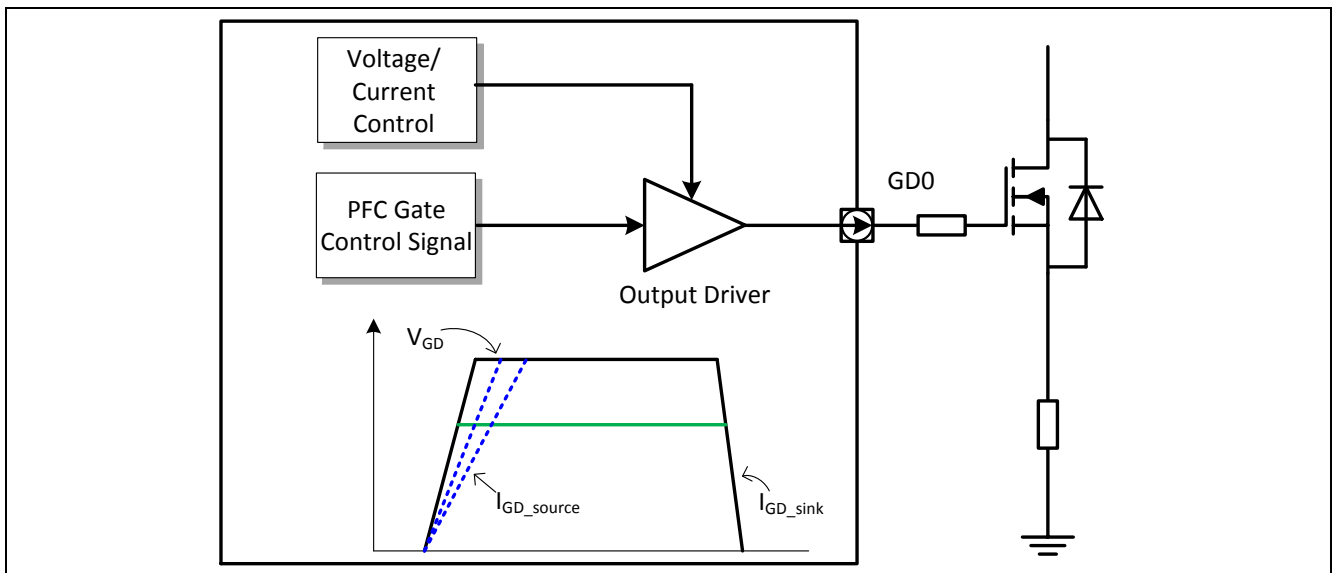 Voltage/
Current
Control
PFC Gate
Control Signal
GD0
Output Driver
V_GD
I_GD_source
I_GD_sink